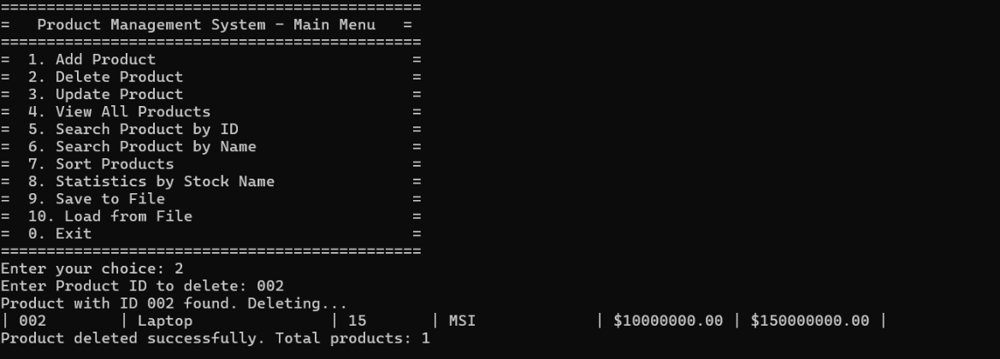 ==============================================
=   Product Management System - Main Menu   =
==============================================
=  1. Add Product                            =
=  2. Delete Product                         =
=  3. Update Product                         =
=  4. View All Products                      =
=  5. Search Product by ID                   =
=  6. Search Product by Name                 =
=  7. Sort Products                          =
=  8. Statistics by Stock Name               =
=  9. Save to File                           =
=  10. Load from File                        =
=  0. Exit                                   =
==============================================
Enter your choice: 2
Enter Product ID to delete: 002
Product with ID 002 found. Deleting...
| 002        | Laptop               | 15       | MSI             | $10000000.00 | $150000000.00 |
Product deleted successfully. Total products: 1